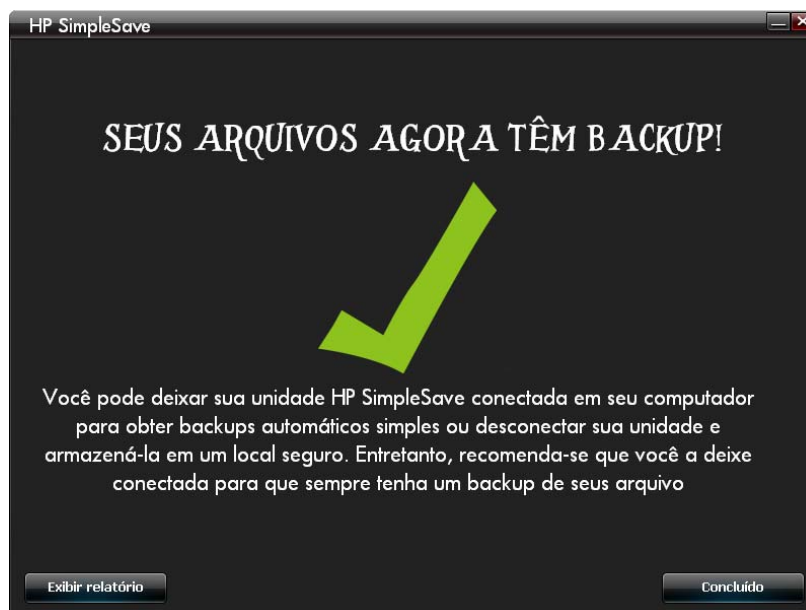 HP SimpleSave
SEUS ARQUIVOS AGORA TÊM BACKUP!
Você pode deixar sua unidade HP SimpleSave conectada em seu computador
para obter backups automáticos simples ou desconectar sua unidade e
armazená-la em um local seguro. Entretanto, recomenda-se que você a deixe
conectada para que sempre tenha um backup de seus arquivo
Exibir relatório
Concluído